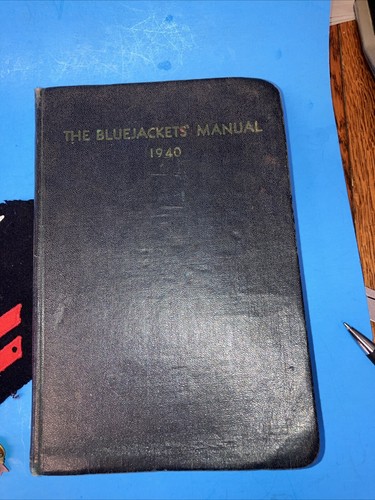 THE BLUEJACKETS' MANUAL
1940